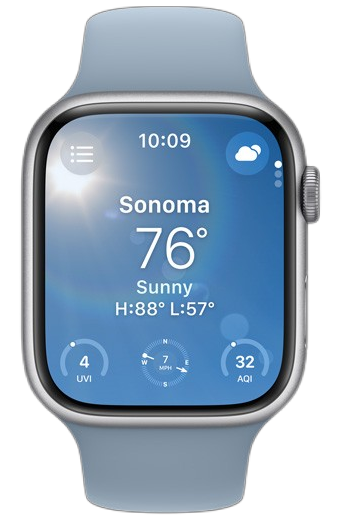 10:09
Sonoma
76°
Sunny
H:88° L:57°
4
UVI
N
W
7
MPH
E
S
32
AQI